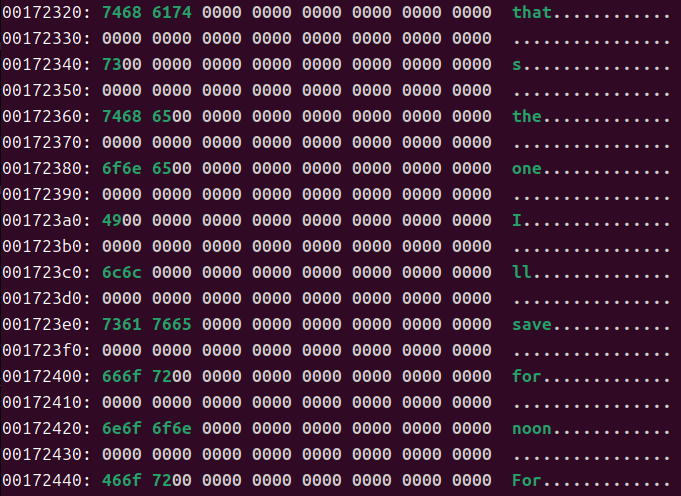 00172320: 7468 6174 0000 0000 0000 0000 0000 0000  that............
00172330: 0000 0000 0000 0000 0000 0000 0000 0000  ................
00172340: 7300 0000 0000 0000 0000 0000 0000 0000  s...............
00172350: 0000 0000 0000 0000 0000 0000 0000 0000  ................
00172360: 7468 6500 0000 0000 0000 0000 0000 0000  the.............
00172370: 0000 0000 0000 0000 0000 0000 0000 0000  ................
00172380: 6f6e 6500 0000 0000 0000 0000 0000 0000  one.............
00172390: 0000 0000 0000 0000 0000 0000 0000 0000  ................
001723a0: 4900 0000 0000 0000 0000 0000 0000 0000  I...............
001723b0: 0000 0000 0000 0000 0000 0000 0000 0000  ................
001723c0: 6c6c 0000 0000 0000 0000 0000 0000 0000  ll..............
001723d0: 0000 0000 0000 0000 0000 0000 0000 0000  ................
001723e0: 7361 7665 0000 0000 0000 0000 0000 0000  save............
001723f0: 0000 0000 0000 0000 0000 0000 0000 0000  ................
00172400: 666f 7200 0000 0000 0000 0000 0000 0000  for.............
00172410: 0000 0000 0000 0000 0000 0000 0000 0000  ................
00172420: 6e6f 6f6e 0000 0000 0000 0000 0000 0000  noon............
00172430: 0000 0000 0000 0000 0000 0000 0000 0000  ................
00172440: 466f 7200 0000 0000 0000 0000 0000 0000  For.............